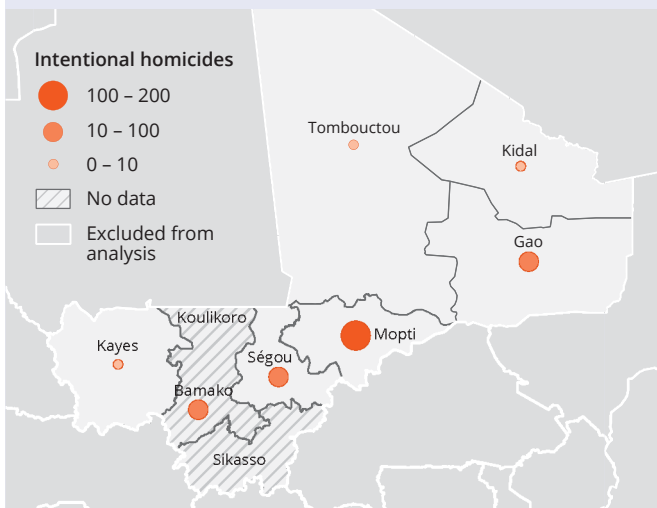 Intentional homicides
100 – 200
10 – 100
0 – 10
No data
Excluded from
analysis
Tombouctou
Kidal
Gao
Koulikoro
Mopti
Kayes
Ségou
Bamako
Sikasso